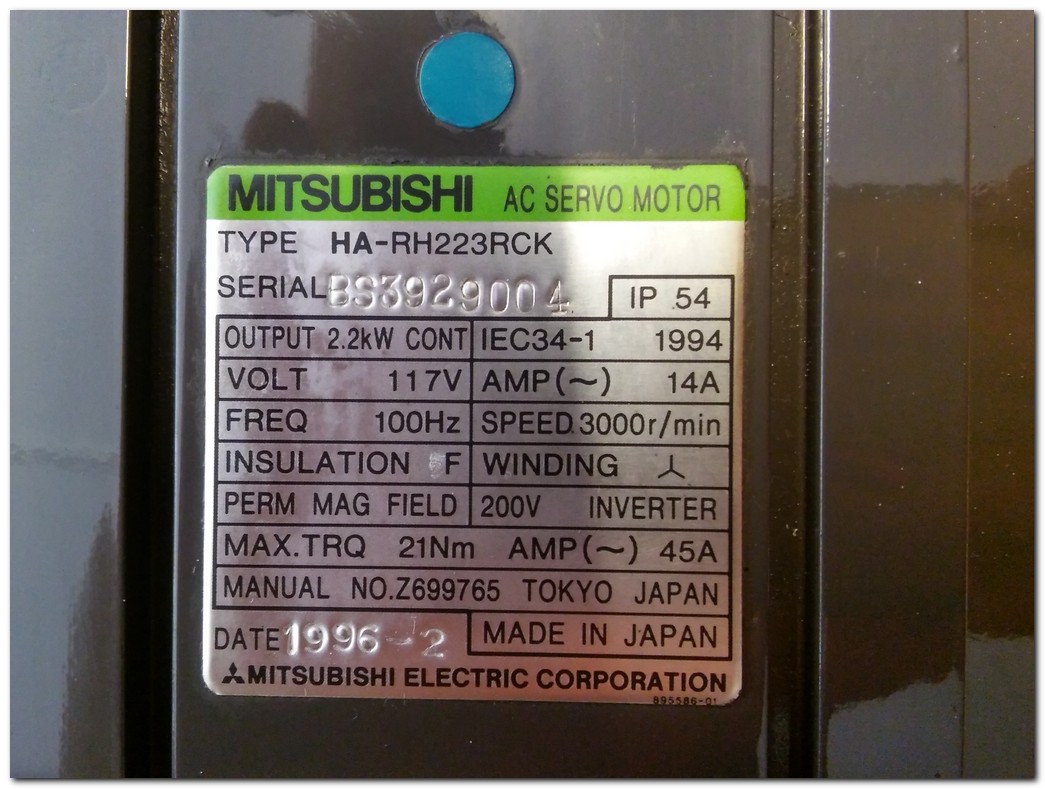 MITSUBISHI AC SERVO MOTOR
TYPE HA-RH223RCK
SERIAL BS3929004
IP 54
OUTPUT 2.2kW CONT IEC34-1 1994
VOLT 117V AMP(~) 14A
FREQ 100Hz SPEED 3000r/min
INSULATION F WINDING
PERM MAG FIELD 200V INVERTER
MAX.TRQ 21Nm AMP(~) 45A
MANUAL NO.Z699765 TOKYO JAPAN
DATE 1996-2 MADE IN JAPAN
MITSUBISHI ELECTRIC CORPORATION
895586-01